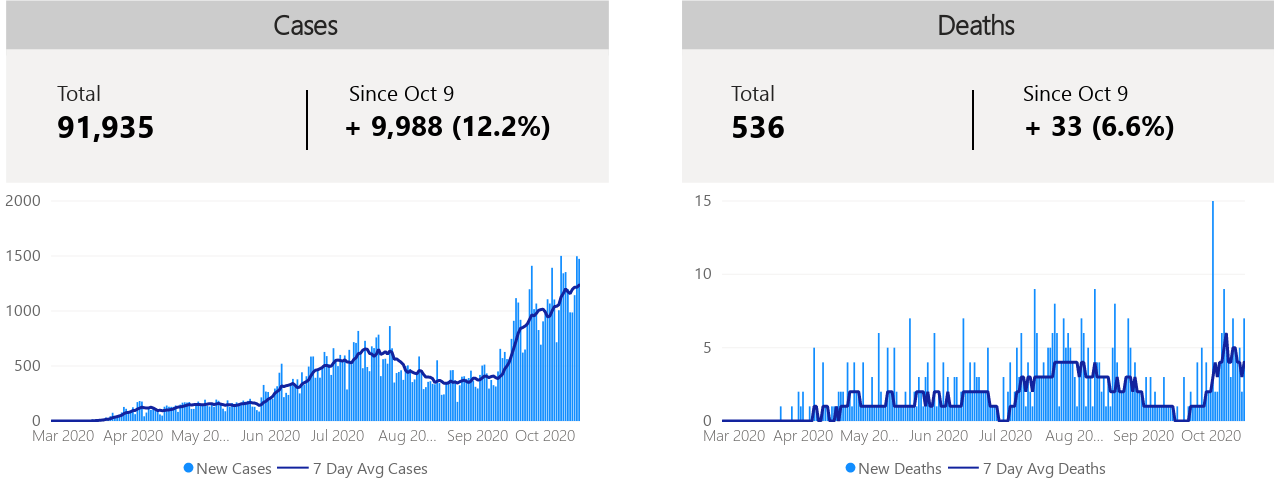 Cases
Total
91,935
Since Oct 9
+ 9,988 (12.2%)
2000
1500
1000
500
0
Mar 2020 Apr 2020 May 20... Jun 2020 Jul 2020 Aug 20... Sep 2020 Oct 2020
New Cases 7 Day Avg Cases
Deaths
Total
536
Since Oct 9
+ 33 (6.6%)
15
10
5
0
Mar 2020 Apr 2020 May 20... Jun 2020 Jul 2020 Aug 20... Sep 2020 Oct 2020
New Deaths 7 Day Avg Deaths